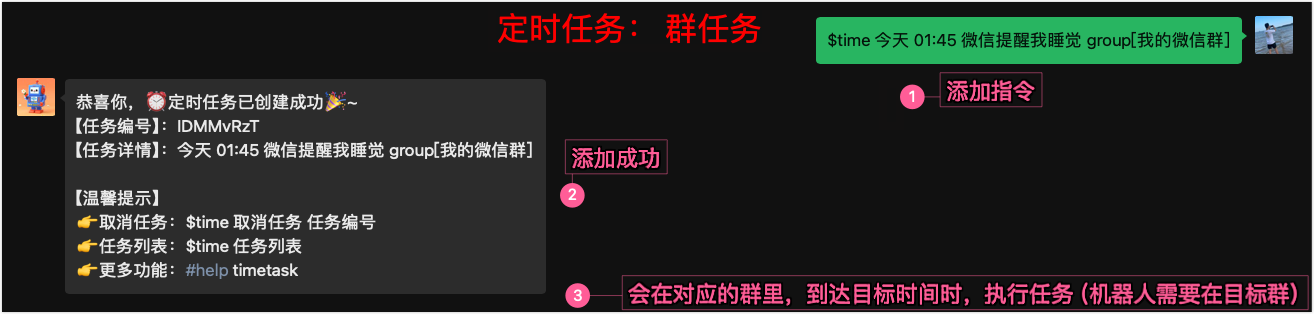 定时任务： 群任务
$time 今天 01:45 微信提醒我睡觉 group[我的微信群]
1 添加指令
恭喜你，⏰定时任务已创建成功🎉~
【任务编号】：IDMMvRzT
【任务详情】：今天 01:45 微信提醒我睡觉 group[我的微信群]
添加成功
2
【温馨提示】
👉取消任务：$time 取消任务 任务编号
👉任务列表：$time 任务列表
👉更多功能：#help timetask
3 会在对应的群里，到达目标时间时，执行任务（机器人需要在目标群）